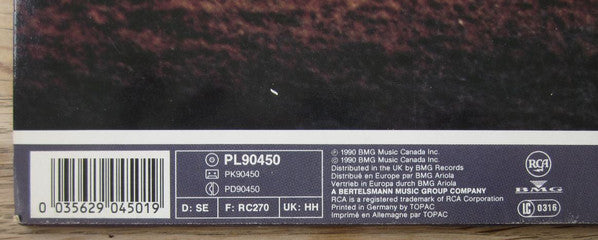 0 035629 045019
PL90450
PK90450
PD90450
D: SE F: RC270 UK: HH
℗ 1990 BMG Music Canada Inc.
© 1990 BMG Music Canada Inc.
Distributed in the UK by BMG Records
Distribué en Europe par BMG Ariola
Vertrieb in Europa durch BMG Ariola
A BERTELSMANN MUSIC GROUP COMPANY
RCA is a registered trademark of RCA Corporation
Printed in Germany by TOPAC
Imprimé en Allemagne par TOPAC
RCA
BMG
LC 0316